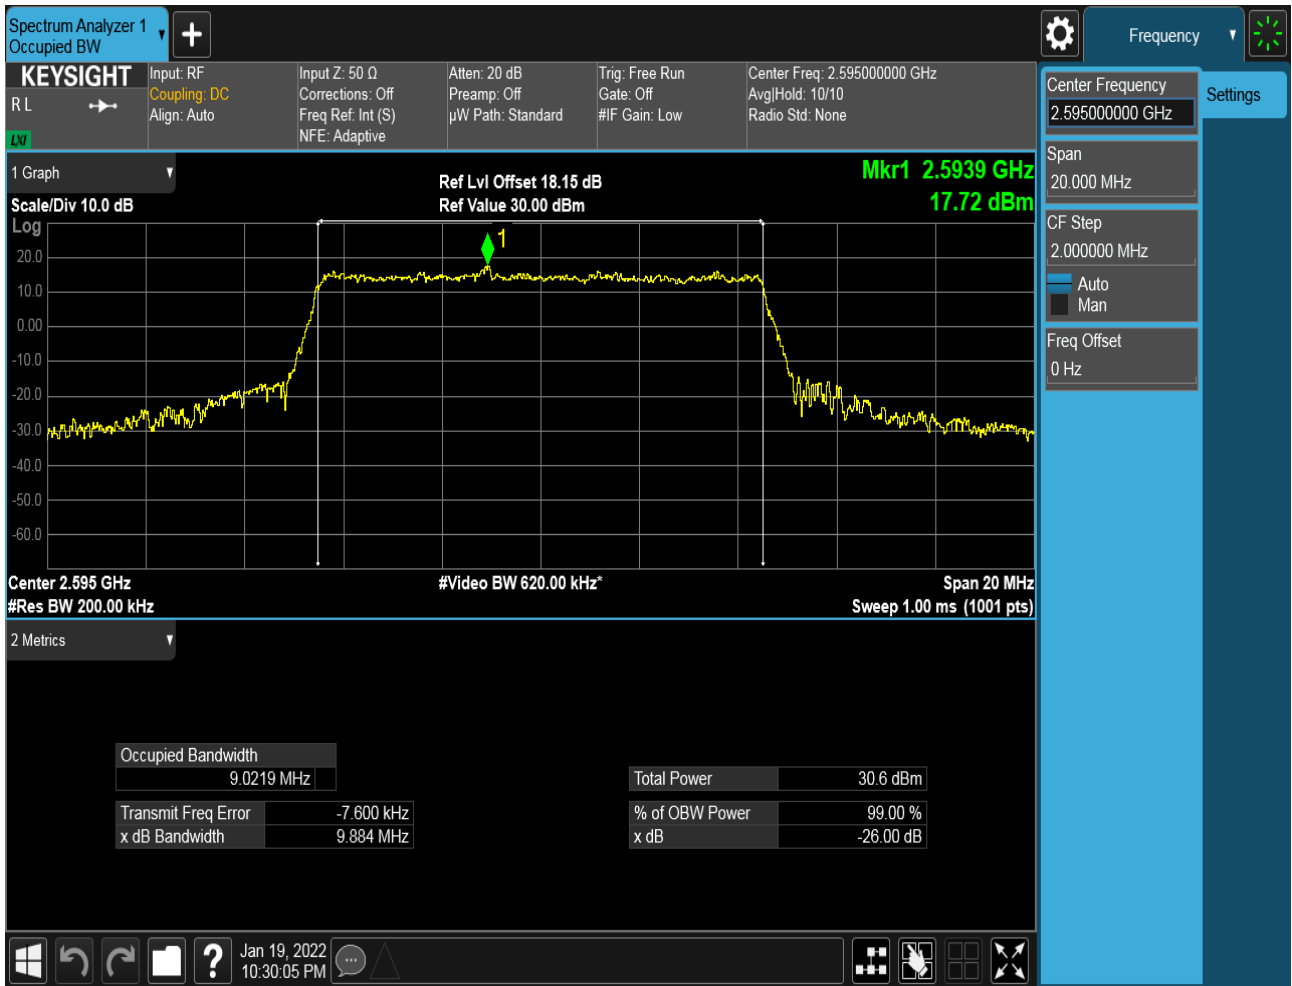 Spectrum Analyzer 1
Occupied BW
+
Frequency
KEYSIGHT
R L
LXI
Input: RF
Coupling: DC
Align: Auto
Input Z: 50 Ω
Corrections: Off
Freq Ref: Int (S)
NFE: Adaptive
Atten: 20 dB
Preamp: Off
µW Path: Standard
Trig: Free Run
Gate: Off
#IF Gain: Low
Center Freq: 2.595000000 GHz
Avg|Hold: 10/10
Radio Std: None
Center Frequency
2.595000000 GHz
Settings
Span
20.000 MHz
CF Step
2.000000 MHz
Auto
Man
Freq Offset
0 Hz
1 Graph
Scale/Div 10.0 dB
Log
Ref Lvl Offset 18.15 dB
Ref Value 30.00 dBm
Mkr1 2.5939 GHz
17.72 dBm
1
20.0
10.0
0.00
-10.0
-20.0
-30.0
-40.0
-50.0
-60.0
Center 2.595 GHz
#Res BW 200.00 kHz
#Video BW 620.00 kHz*
Span 20 MHz
Sweep 1.00 ms (1001 pts)
2 Metrics
Occupied Bandwidth
9.0219 MHz
Transmit Freq Error -7.600 kHz
x dB Bandwidth 9.884 MHz
Total Power 30.6 dBm
% of OBW Power 99.00 %
x dB -26.00 dB
?
Jan 19, 2022
10:30:05 PM